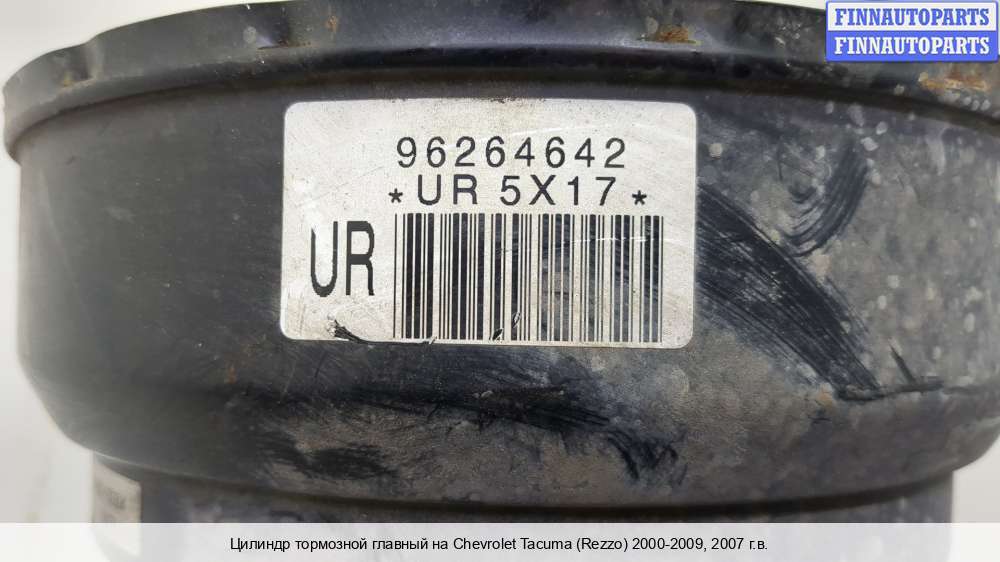 FINNAUTOPARTS
FINNAUTOPARTS
96264642
*UR 5X17*
UR
Цилиндр тормозной главный на Chevrolet Tacuma (Rezzo) 2000-2009, 2007 г.в.